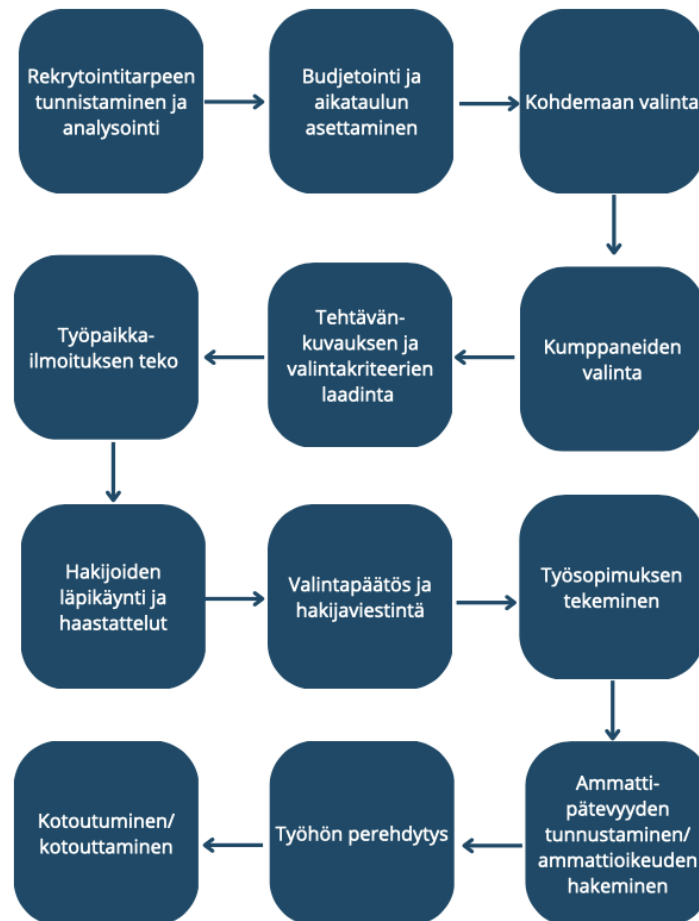 Rekrytointitarpeen
tunnistaminen ja
analysointi
Budjetointi ja
aikataulun
asettaminen
Kohdemaan valinta
Kumppaneiden
valinta
Tehtävän-
kuvauksen ja
valintakriteerien
laadinta
Työpaikka-
ilmoituksen teko
Hakijoiden
läpikäynti ja
haastattelut
Valintapäätös ja
hakijaviestintä
Työsopimuksen
tekeminen
Ammatti-
pätevyyden
tunnustaminen/
ammattioikeuden
hakeminen
Työhön perehdytys
Kotoutuminen/
kotouttaminen